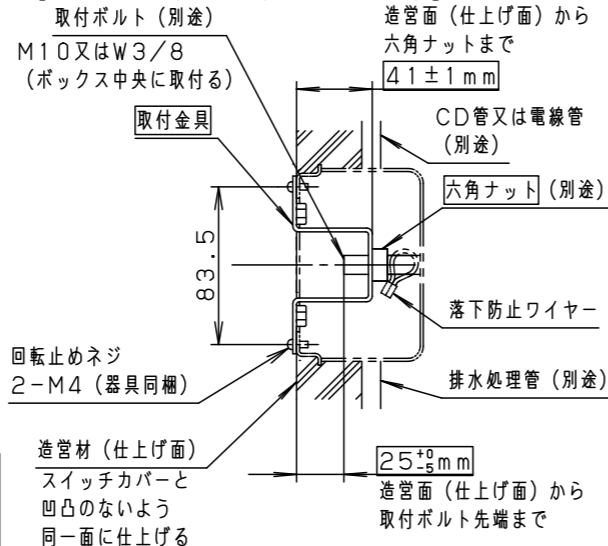 取付ボルト (別途)
M10又はW3/8
(ボックス中央に取付る)
造営面 (仕上げ面) から
六角ナットまで
41±1mm
取付金具
CD管又は電線管
(別途)
六角ナット (別途)
83.5
落下防止ワイヤー
回転止めネジ
2-M4 (器具同梱)
排水処理管 (別途)
造営材 (仕上げ面)
スイッチカバーと
凹凸のないよう
同一面に仕上げる
25+0-5mm
造営面 (仕上げ面) から
取付ボルト先端まで